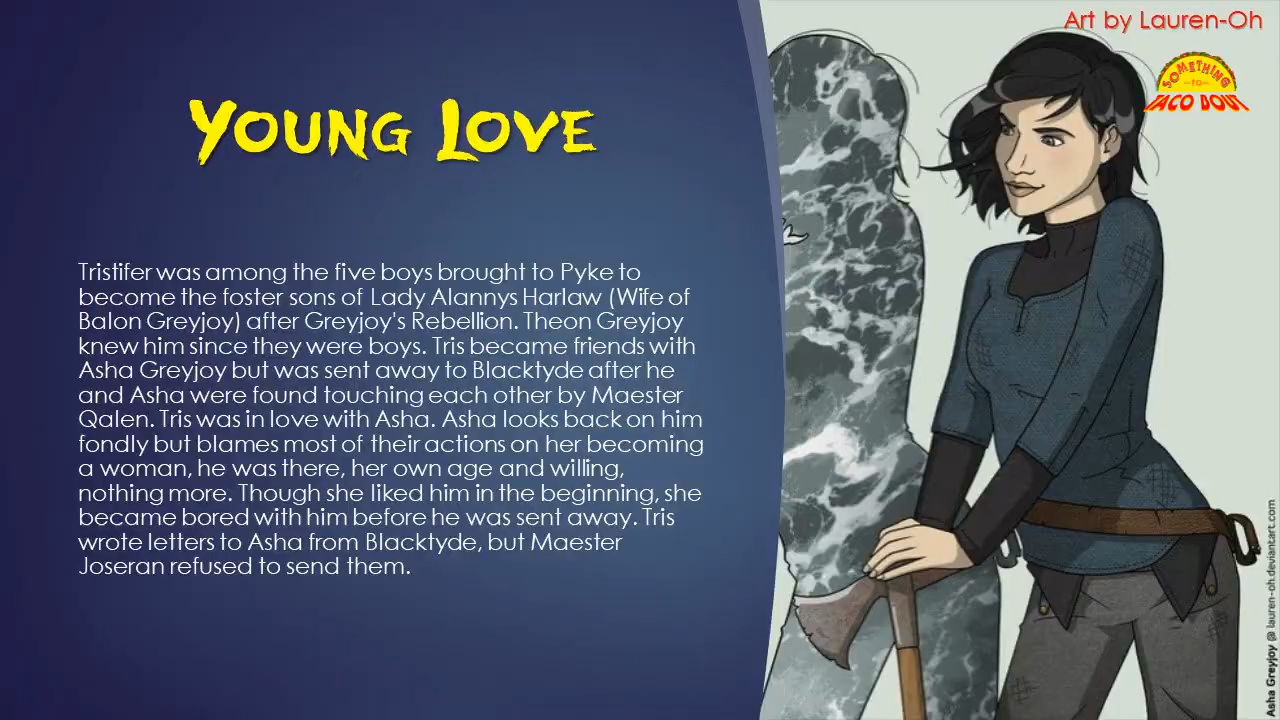 Art by Lauren-Oh
SOMETHING
-TO-
TACO BOUT
Young Love
Tristifer was among the five boys brought to Pyke to
become the foster sons of Lady Alannys Harlaw (Wife of
Balon Greyjoy) after Greyjoy's Rebellion. Theon Greyjoy
knew him since they were boys. Tris became friends with
Asha Greyjoy but was sent away to Blacktyde after he
and Asha were found touching each other by Maester
Qalen. Tris was in love with Asha. Asha looks back on him
fondly but blames most of their actions on her becoming
a woman, he was there, her own age and willing,
nothing more. Though she liked him in the beginning, she
became bored with him before he was sent away. Tris
wrote letters to Asha from Blacktyde, but Maester
Joseran refused to send them.
Asha Greyjoy @ lauren-oh.deviantart.com